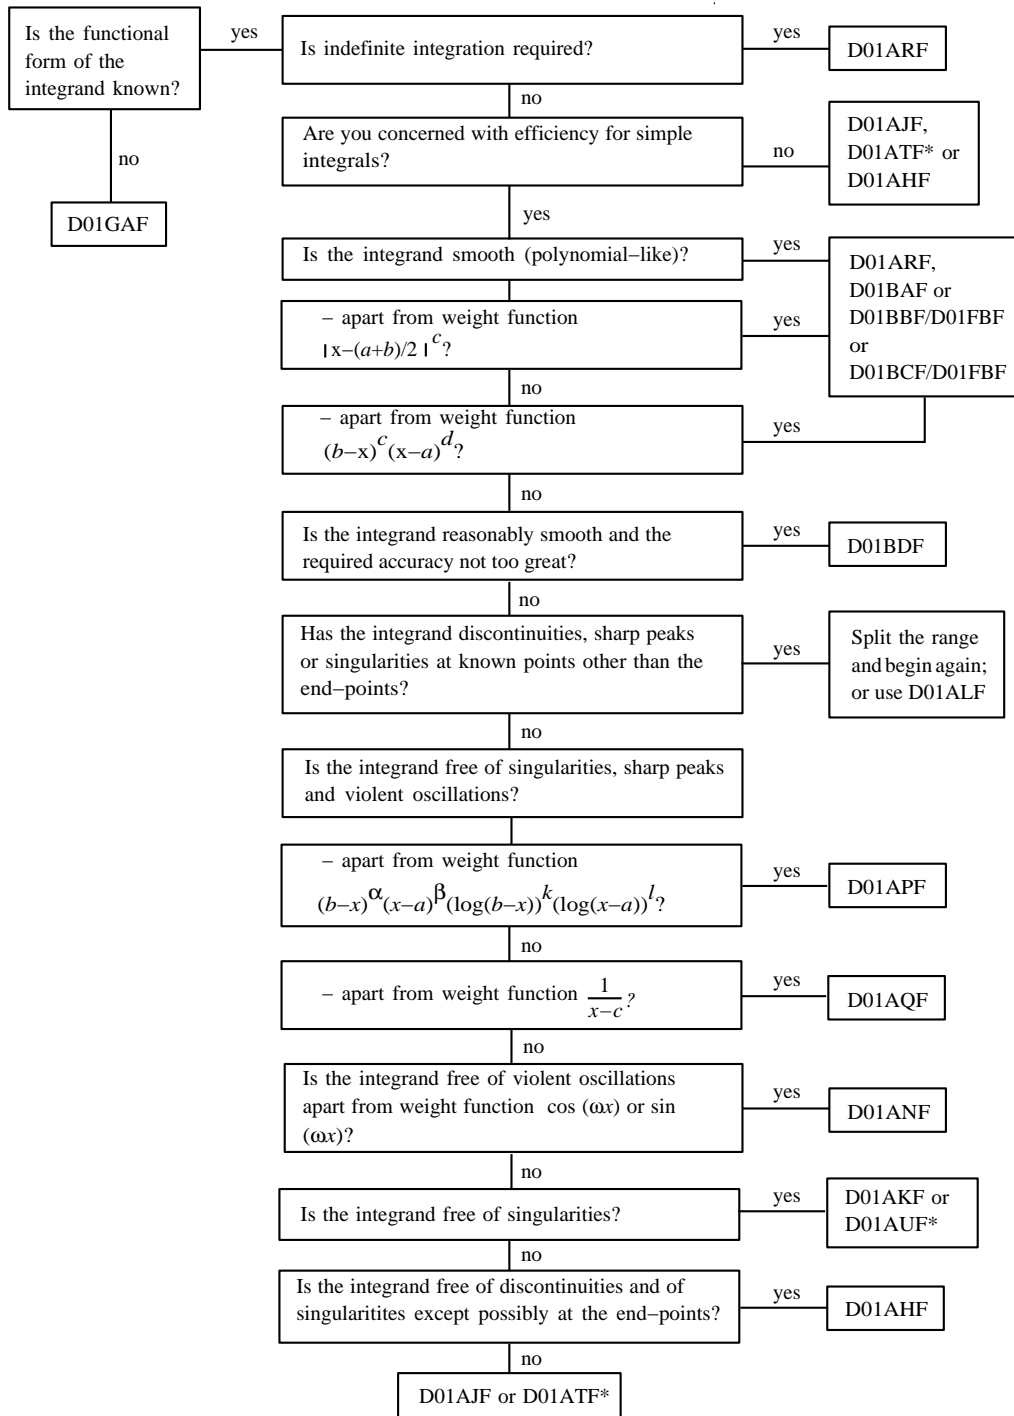 Is the functional
form of the
integrand known?
yes
Is indefinite integration required?
yes
D01ARF
no
no
D01GAF
Are you concerned with efficiency for simple
integrals?
no
D01AJF,
D01ATF* or
D01AHF
yes
Is the integrand smooth (polynomial–like)?
yes
D01ARF,
D01BAF or
D01BBF/D01FBF
or
D01BCF/D01FBF
– apart from weight function
|x–(a+b)/2|^c?
yes
no
– apart from weight function
(b–x)^c(x–a)^d?
yes
no
Is the integrand reasonably smooth and the
required accuracy not too great?
yes
D01BDF
no
Has the integrand discontinuities, sharp peaks
or singularities at known points other than the
end–points?
yes
Split the range
and begin again;
or use D01ALF
no
Is the integrand free of singularities, sharp peaks
and violent oscillations?
– apart from weight function
(b–x)^α(x–a)^β(log(b–x))^k(log(x–a))^l?
yes
D01APF
no
– apart from weight function 1/(x–c)?
yes
D01AQF
no
Is the integrand free of violent oscillations
apart from weight function cos (ωx) or sin
(ωx)?
yes
D01ANF
no
Is the integrand free of singularities?
yes
D01AKF or
D01AUF*
no
Is the integrand free of discontinuities and of
singularitites except possibly at the end–points?
yes
D01AHF
no
D01AJF or D01ATF*